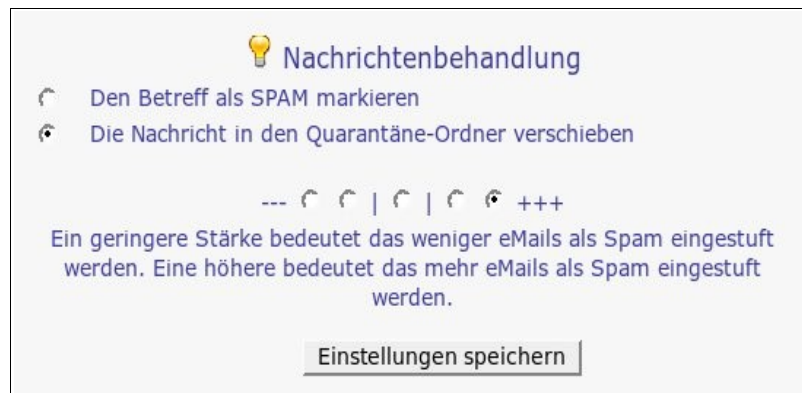 Nachrichtenbehandlung
Den Betreff als SPAM markieren
Die Nachricht in den Quarantäne-Ordner verschieben
--- | | +++
Ein geringere Stärke bedeutet das weniger eMails als Spam eingestuft
werden. Eine höhere bedeutet das mehr eMails als Spam eingestuft
werden.
Einstellungen speichern